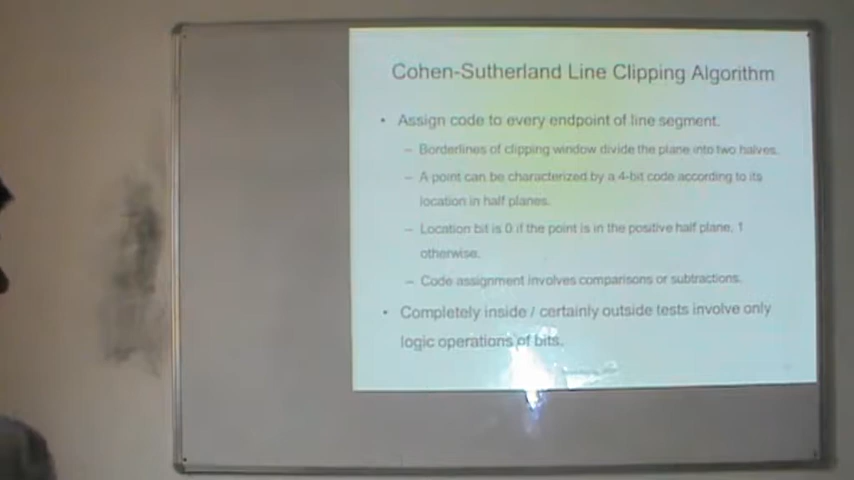 Cohen-Sutherland Line Clipping Algorithm
• Assign code to every endpoint of line segment.
– Borderlines of clipping window divide the plane into two halves.
– A point can be characterized by a 4-bit code according to its
location in half planes.
– Location bit is 0 if the point is in the positive half plane, 1
otherwise.
– Code assignment involves comparisons or subtractions.
• Completely inside / certainly outside tests involve only
logic operations of bits.